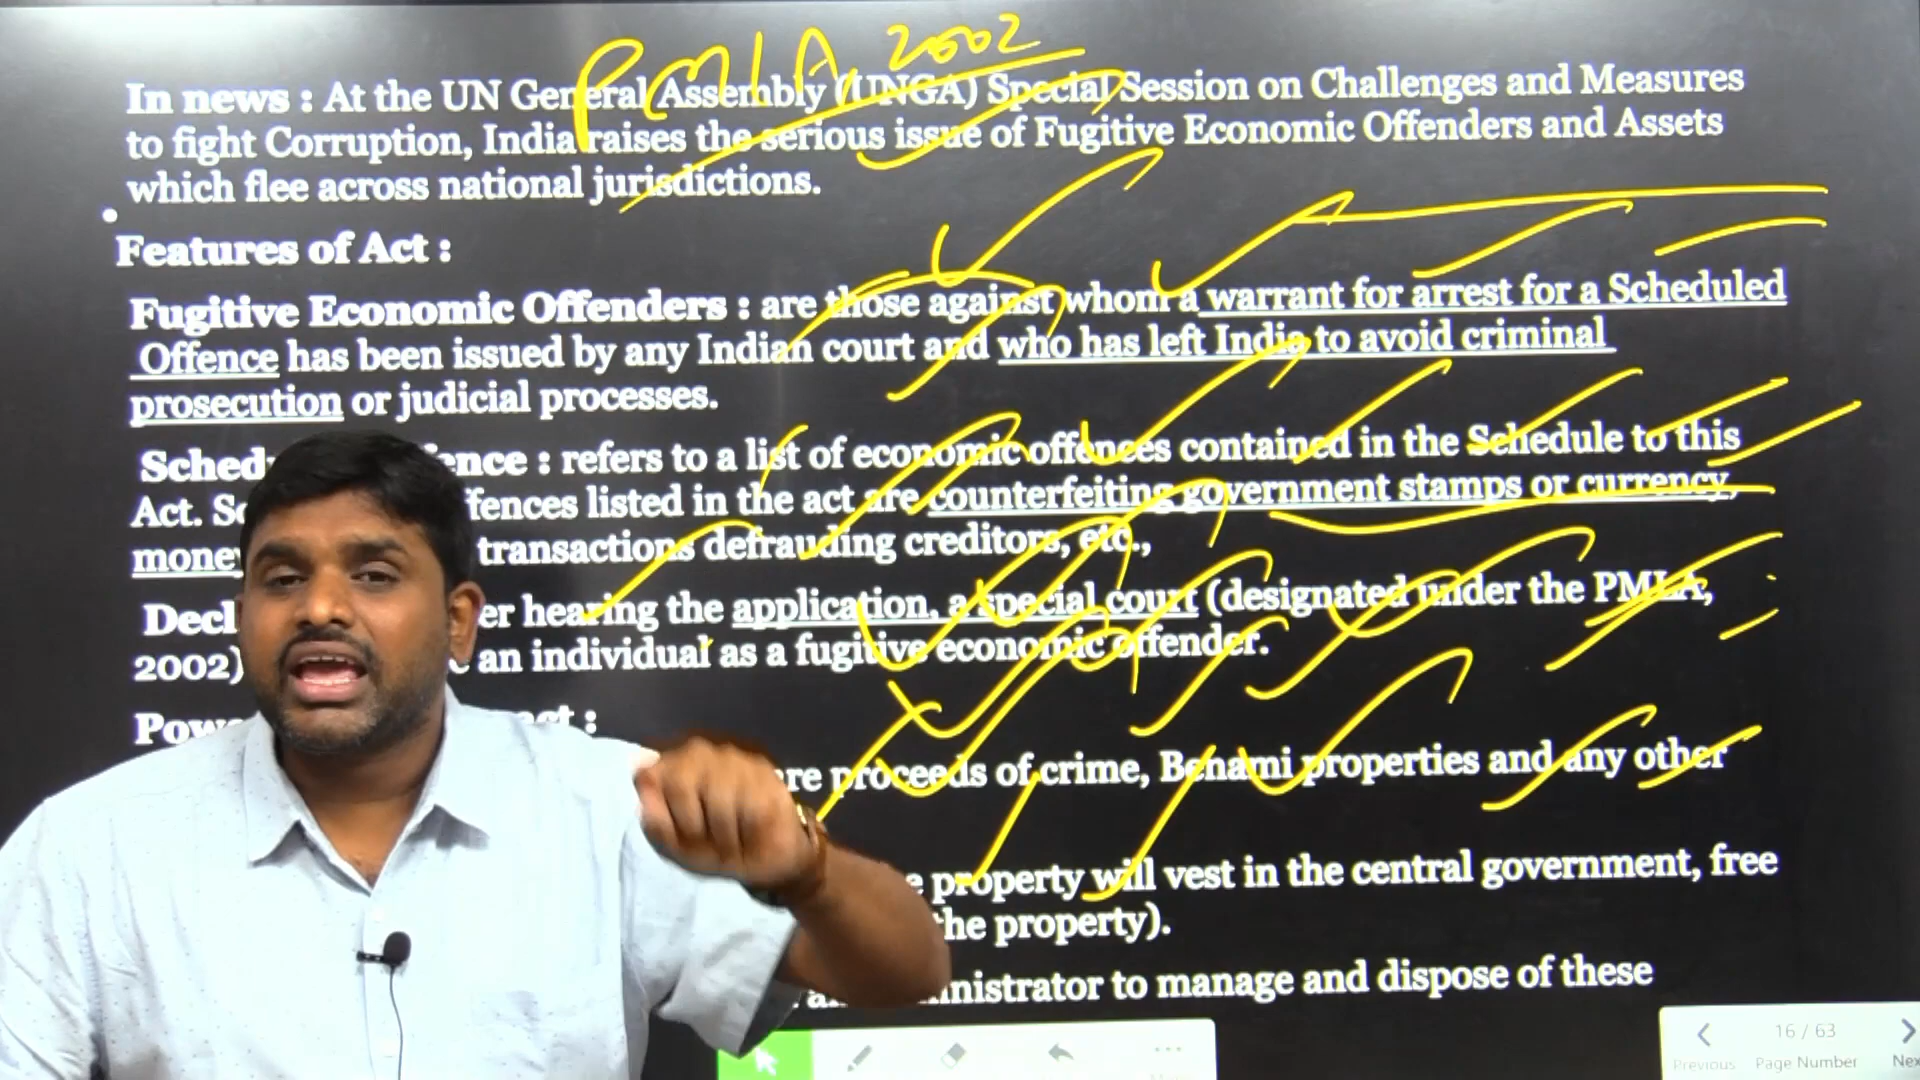 PMLA, 2002
In news : At the UN General Assembly (UNGA) Special Session on Challenges and Measures
to fight Corruption, India raises the serious issue of Fugitive Economic Offenders and Assets
which flee across national jurisdictions.
Features of Act :
Fugitive Economic Offenders : are those against whom a warrant for arrest for a Scheduled
Offence has been issued by any Indian court and who has left India to avoid criminal
prosecution or judicial processes.
refers to a list of economic offences contained in the Schedule to this
Act. listed in the act are counterfeiting government stamps or currency,
transactions defrauding creditors, etc.,
hearing the application, a special court (designated under the PMLA,
2002) an individual as a fugitive economic offender.
:
proceeds of crime, Benami properties and any other
property will vest in the central government, free
the property).
to manage and dispose of these
16 / 63
Previous Page Number